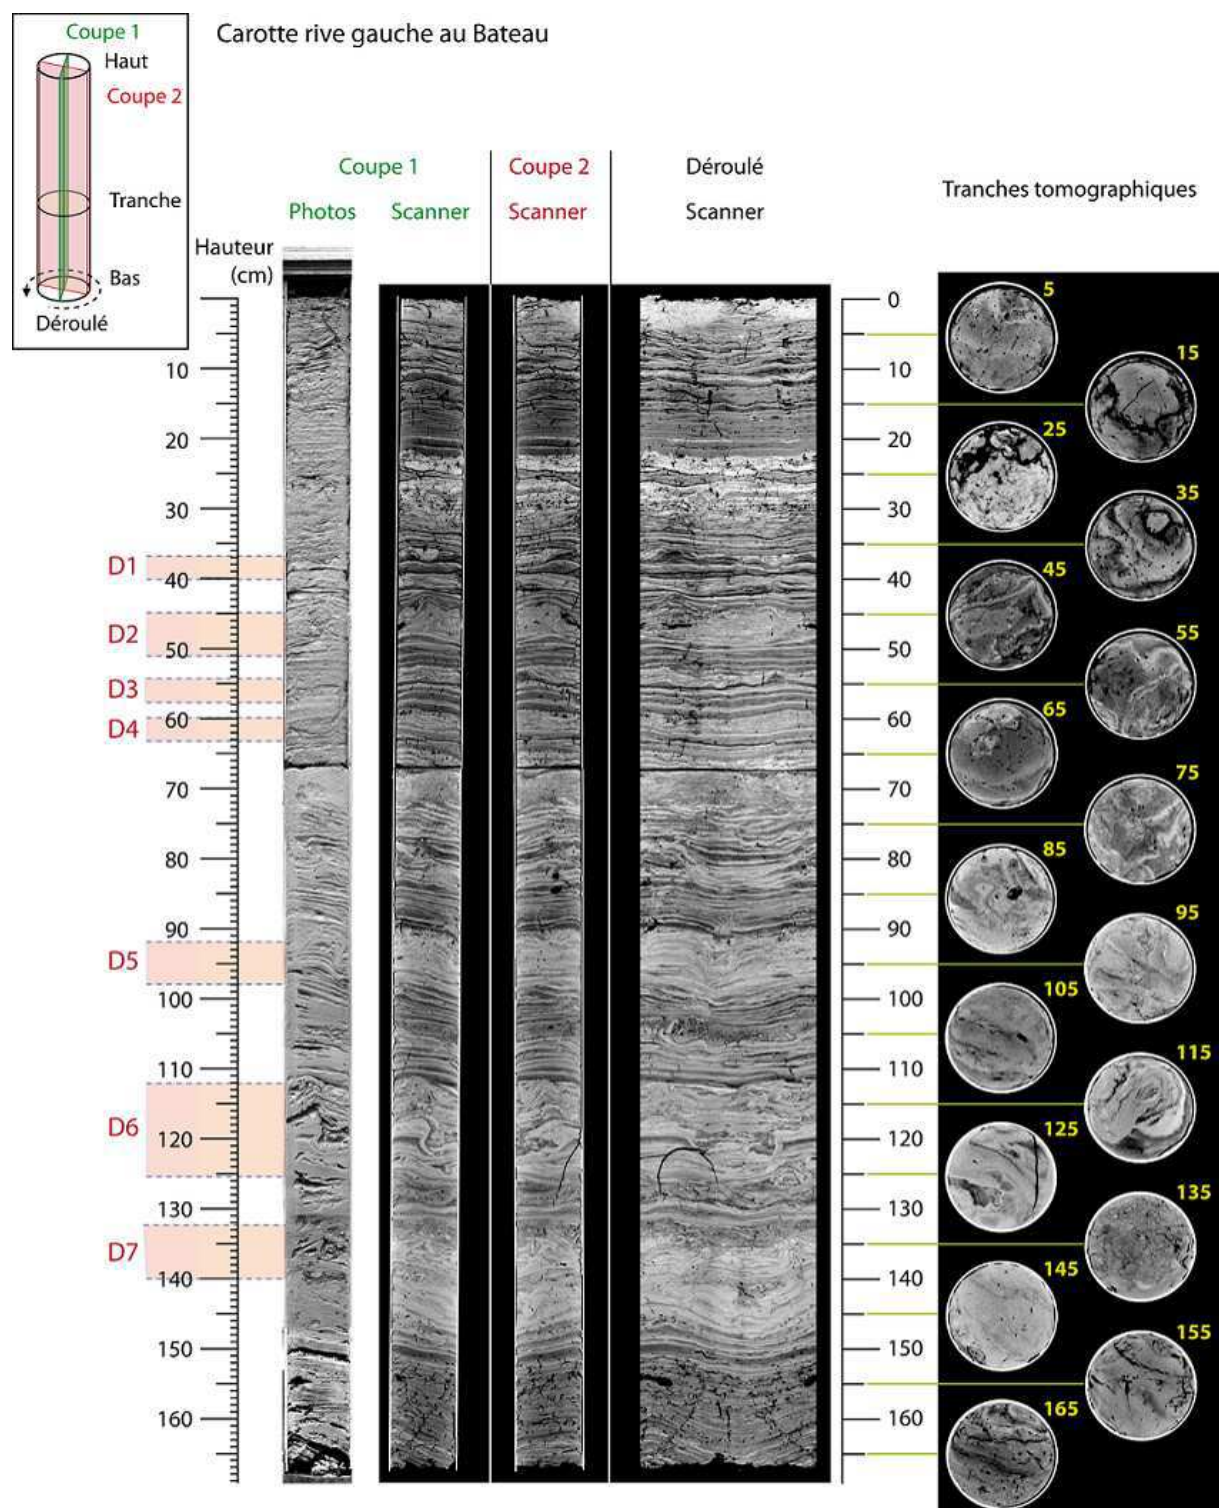 Coupe 1
Haut
Coupe 2
Tranche
Bas
Déroulé
Carotte rive gauche au Bateau
Coupe 1
Coupe 2
Déroulé
Tranches tomographiques
Photos
Scanner
Scanner
Scanner
Hauteur
(cm)
10
20
30
40
50
60
70
80
90
100
110
120
130
140
150
160
D1
D2
D3
D4
D5
D6
D7
0
10
20
30
40
50
60
70
80
90
100
110
120
130
140
150
160
5
15
25
35
45
55
65
75
85
95
105
115
125
135
145
155
165